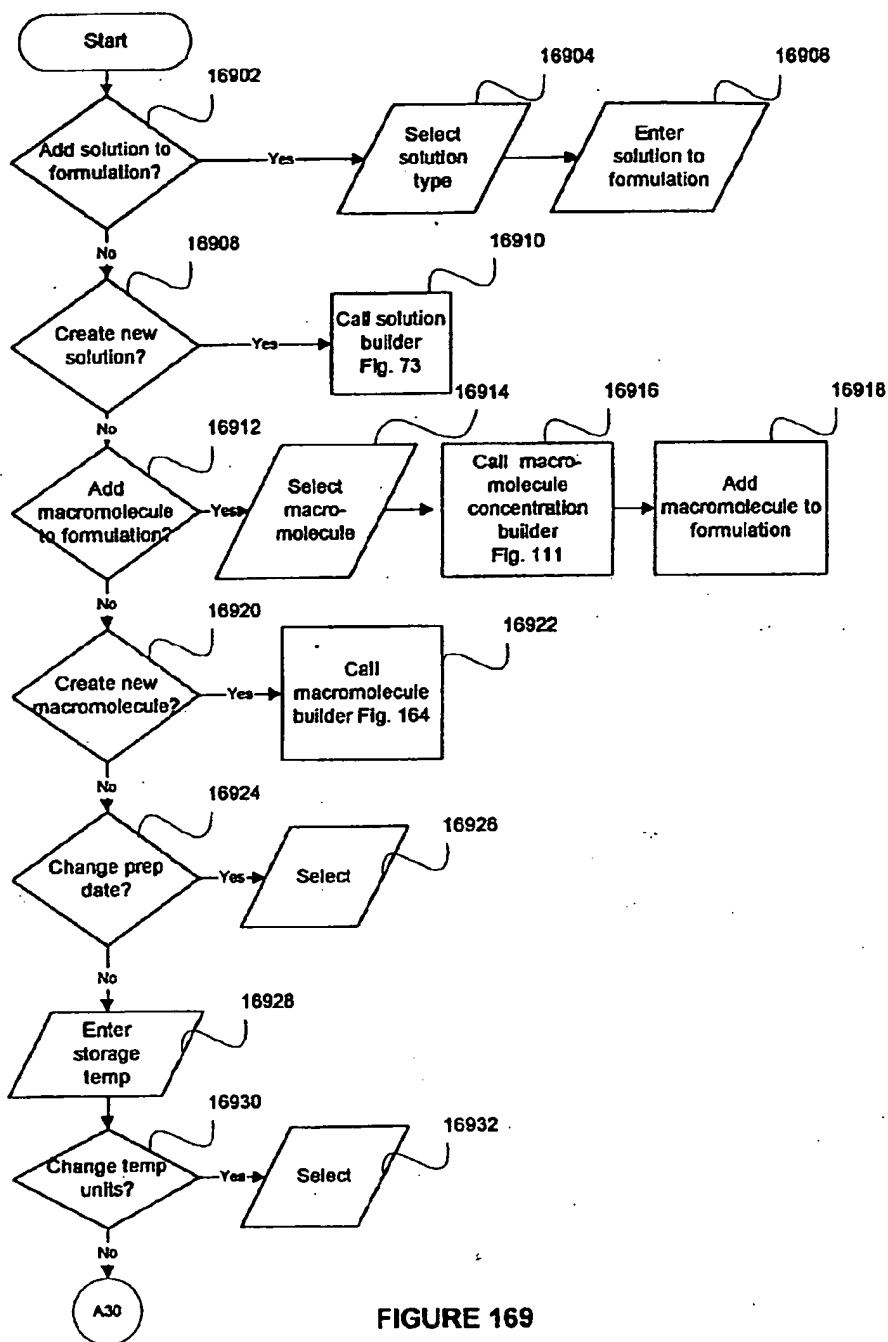 Start
16902
16904
16906
Add solution to
formulation?
Yes
Select
solution
type
Enter
solution to
formulation
No
16908
16910
Create new
solution?
Yes
Call solution
builder
Fig. 73
No
16912
16914
16916
16918
Add
macromolecule
to formulation?
Yes
Select
macro-
molecule
Call macro-
molecule
concentration
builder
Fig. 111
Add
macromolecule to
formulation
No
16920
16922
Create new
macromolecule?
Yes
Call
macromolecule
builder Fig. 164
No
16924
16926
Change prep
date?
Yes
Select
No
16928
Enter
storage
temp
16930
16932
Change temp
units?
Yes
Select
No
A30
FIGURE 169